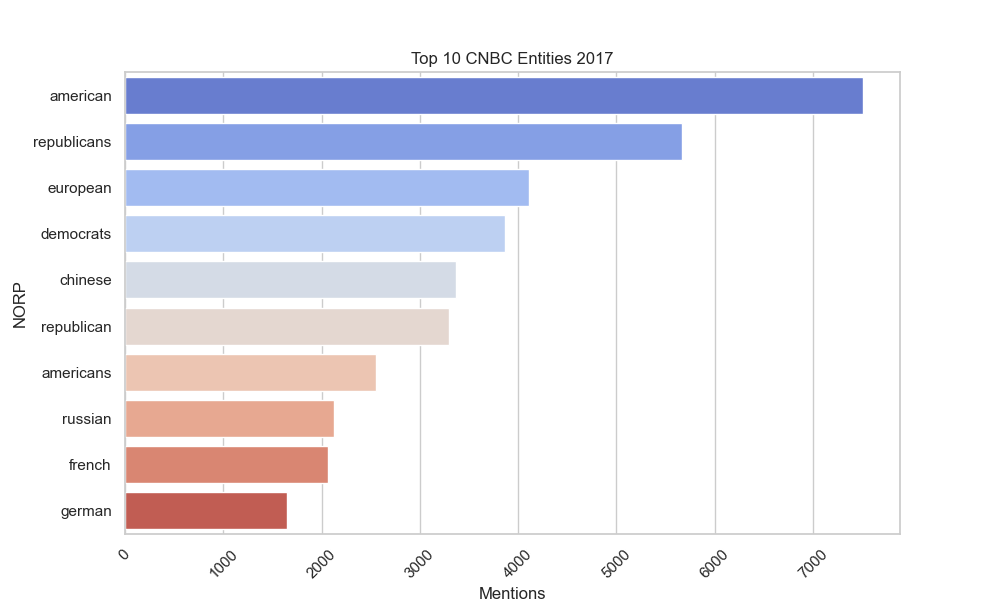 Top 10 CNBC Entities 2017
NORP
american
republicans
european
democrats
chinese
republican
americans
russian
french
german
0 1000 2000 3000 4000 5000 6000 7000
Mentions